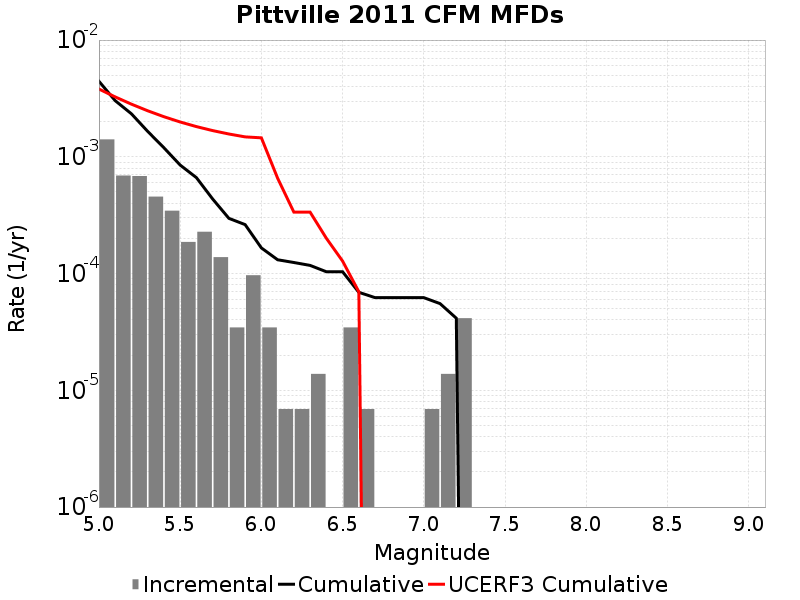 Pittville 2011 CFM MFDs
Rate (1/yr)
10-2
10-3
10-4
10-5
10-6
5.0 5.5 6.0 6.5 7.0 7.5 8.0 8.5 9.0
Magnitude
Incremental Cumulative UCERF3 Cumulative